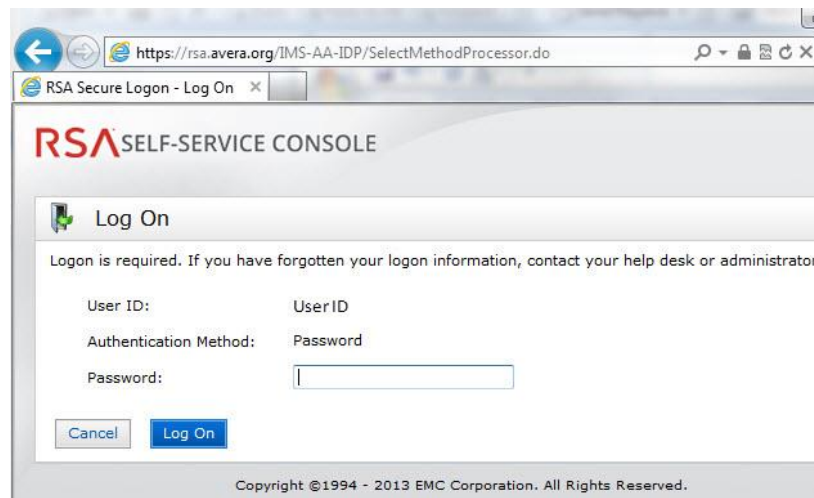 https://rsa.avera.org/IMS-AA-IDP/SelectMethodProcessor.do
RSA Secure Logon - Log On
RSA SELF-SERVICE CONSOLE
Log On
Logon is required. If you have forgotten your logon information, contact your help desk or administrator
User ID: UserID
Authentication Method: Password
Password:
Cancel Log On
Copyright ©1994 - 2013 EMC Corporation. All Rights Reserved.